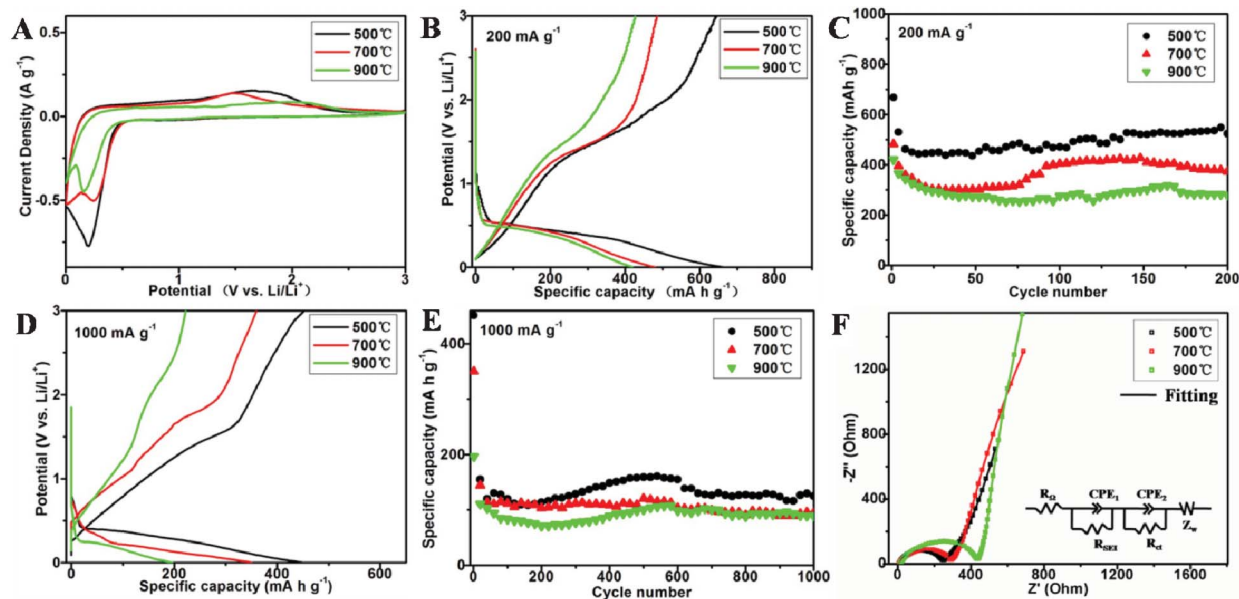 A
0.5
0.0
-0.5
Current Density (A g⁻¹)
500℃
700℃
900℃
0
1
2
3
Potential (V vs. Li/Li⁺)
B
200 mA g⁻¹
3
2
1
0
Potential (V vs. Li/Li⁺)
500℃
700℃
900℃
0
200
400
600
800
Specific capacity (mA h g⁻¹)
C
200 mA g⁻¹
1200
900
600
300
0
Specific capacity (mAh g⁻¹)
500℃
700℃
900℃
0
50
100
150
200
Cycle number
D
1000 mA g⁻¹
3
2
1
0
Potential (V vs. Li/Li⁺)
500℃
700℃
900℃
0
200
400
600
Specific capacity (mA h g⁻¹)
E
1000 mA g⁻¹
400
200
0
Specific capacity (mA h g⁻¹)
500℃
700℃
900℃
0
200
400
600
800
1000
Cycle number
F
1200
800
400
0
-Z'' (Ohm)
500℃
700℃
900℃
Fitting
RΩ
CPE₁
CPE₂
Zw
RSEI
Rct
0
400
800
1200
1600
Z' (Ohm)